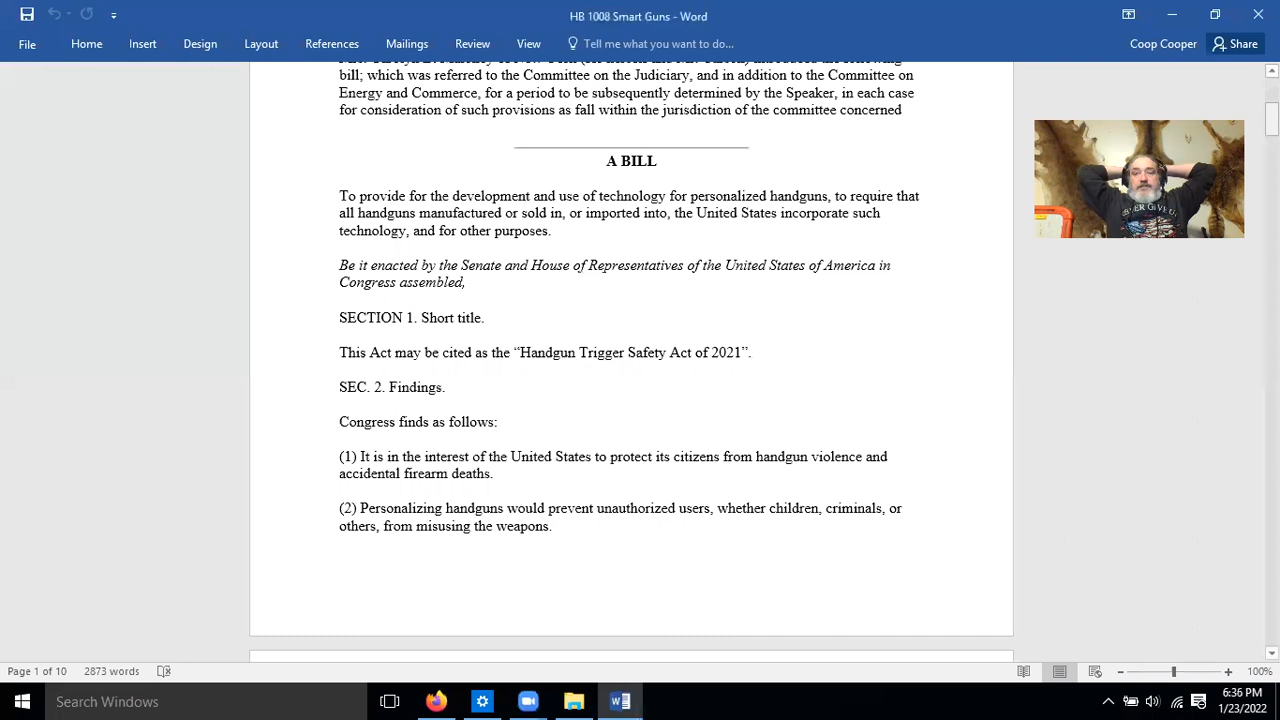 HB 1008 Smart Guns - Word
File Home Insert Design Layout References Mailings Review View Tell me what you want to do... Coop Cooper Share
bill; which was referred to the Committee on the Judiciary, and in addition to the Committee on
Energy and Commerce, for a period to be subsequently determined by the Speaker, in each case
for consideration of such provisions as fall within the jurisdiction of the committee concerned
A BILL
To provide for the development and use of technology for personalized handguns, to require that
all handguns manufactured or sold in, or imported into, the United States incorporate such
technology, and for other purposes.
Be it enacted by the Senate and House of Representatives of the United States of America in
Congress assembled,
SECTION 1. Short title.
This Act may be cited as the “Handgun Trigger Safety Act of 2021”.
SEC. 2. Findings.
Congress finds as follows:
(1) It is in the interest of the United States to protect its citizens from handgun violence and
accidental firearm deaths.
(2) Personalizing handguns would prevent unauthorized users, whether children, criminals, or
others, from misusing the weapons.
GIVE U
Page 1 of 10 2873 words 100%
Search Windows
6:36 PM
1/23/2022